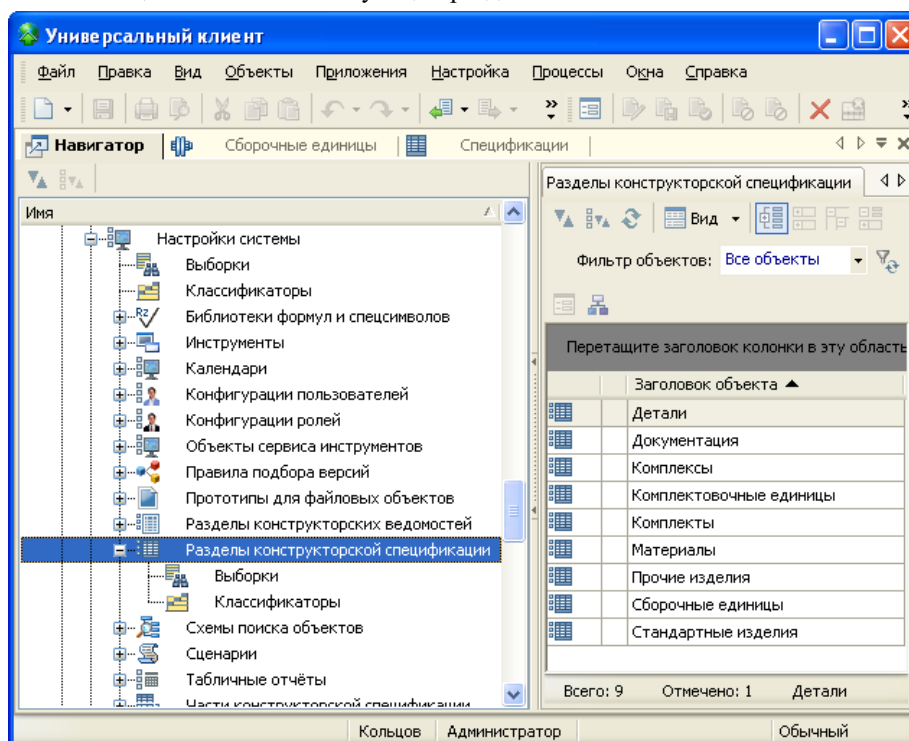 Универсальный клиент
Файл Правка Вид Объекты Приложения Настройка Процессы Окна Справка
Навигатор Сборочные единицы Спецификации
Разделы конструкторской спецификации
Имя
Вид
Настройки системы
Выборки
Фильтр объектов: Все объекты
Классификаторы
Библиотеки формул и спецсимволов
Инструменты
Перетащите заголовок колонки в эту область
Календари
Заголовок объекта
Конфигурации пользователей
Детали
Конфигурации ролей
Документация
Объекты сервиса инструментов
Комплексы
Правила подбора версий
Комплектовочные единицы
Прототипы для файловых объектов
Комплекты
Разделы конструкторских ведомостей
Материалы
Разделы конструкторской спецификации
Прочие изделия
Выборки
Сборочные единицы
Классификаторы
Стандартные изделия
Схемы поиска объектов
Сценарии
Табличные отчёты
Всего: 9 Отмечено: 1 Детали
Части конструкторской спецификации
Кольцов Администратор Обычный